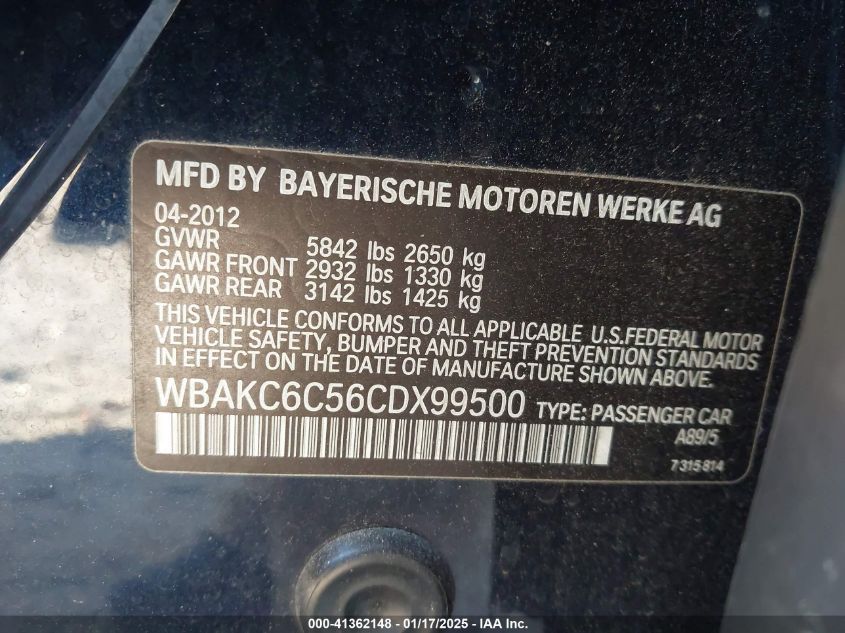 MFD BY BAYERISCHE MOTOREN WERKE AG
04-2012
GVWR 5842 lbs 2650 kg
GAWR FRONT 2932 lbs 1330 kg
GAWR REAR 3142 lbs 1425 kg
THIS VEHICLE CONFORMS TO ALL APPLICABLE U.S.FEDERAL MOTOR
VEHICLE SAFETY, BUMPER AND THEFT PREVENTION STANDARDS
IN EFFECT ON THE DATE OF MANUFACTURE SHOWN ABOVE.
WBAKC6C56CDX99500 TYPE: PASSENGER CAR
A89/5
7 315 814
000-41362148 - 01/17/2025 - IAA, Inc.